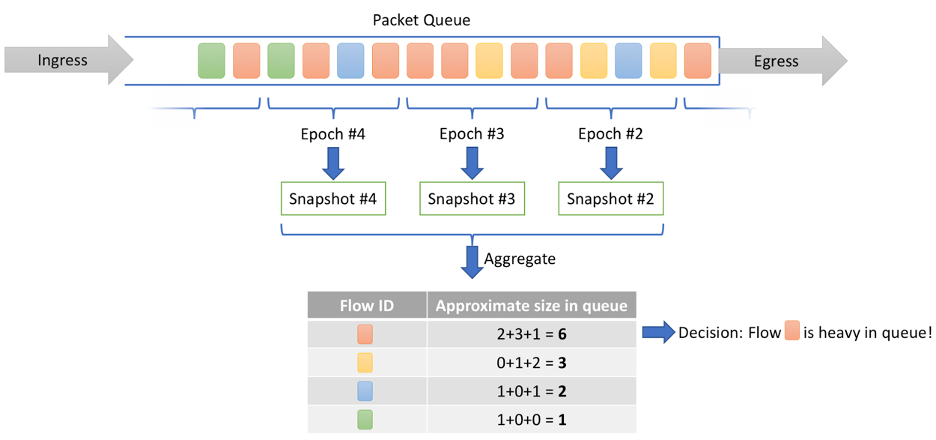 Packet Queue
Ingress
Egress
Epoch #4
Epoch #3
Epoch #2
Snapshot #4
Snapshot #3
Snapshot #2
Aggregate
Flow ID
Approximate size in queue
2+3+1 = 6
Decision: Flow is heavy in queue!
0+1+2 = 3
1+0+1 = 2
1+0+0 = 1